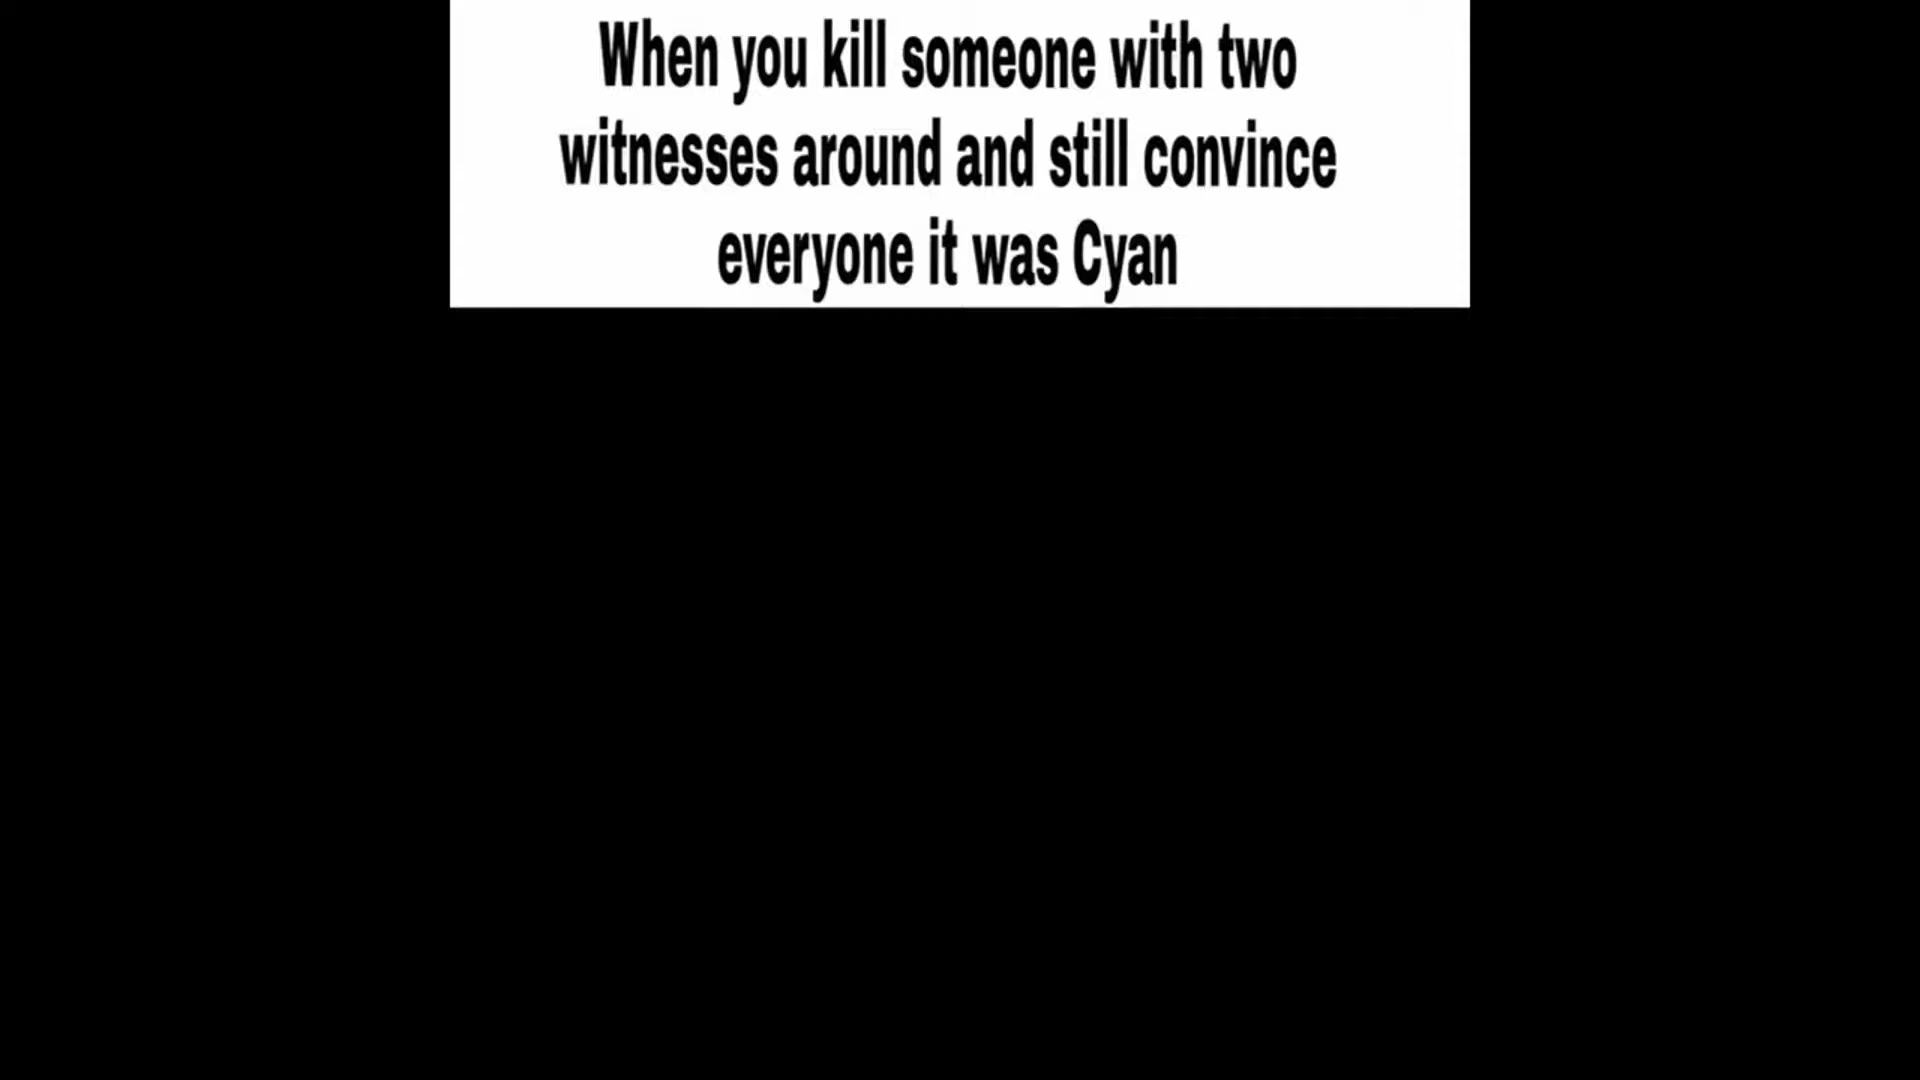 When you kill someone with two
witnesses around and still convince
everyone it was Cyan